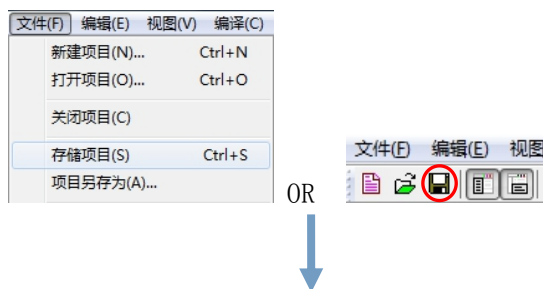 文件(F) 编辑(E) 视图(V) 编译(C)
新建项目(N)... Ctrl+N
打开项目(O)... Ctrl+O
关闭项目(C)
存储项目(S) Ctrl+S
项目另存为(A)...
OR
文件(F) 编辑(E) 视图